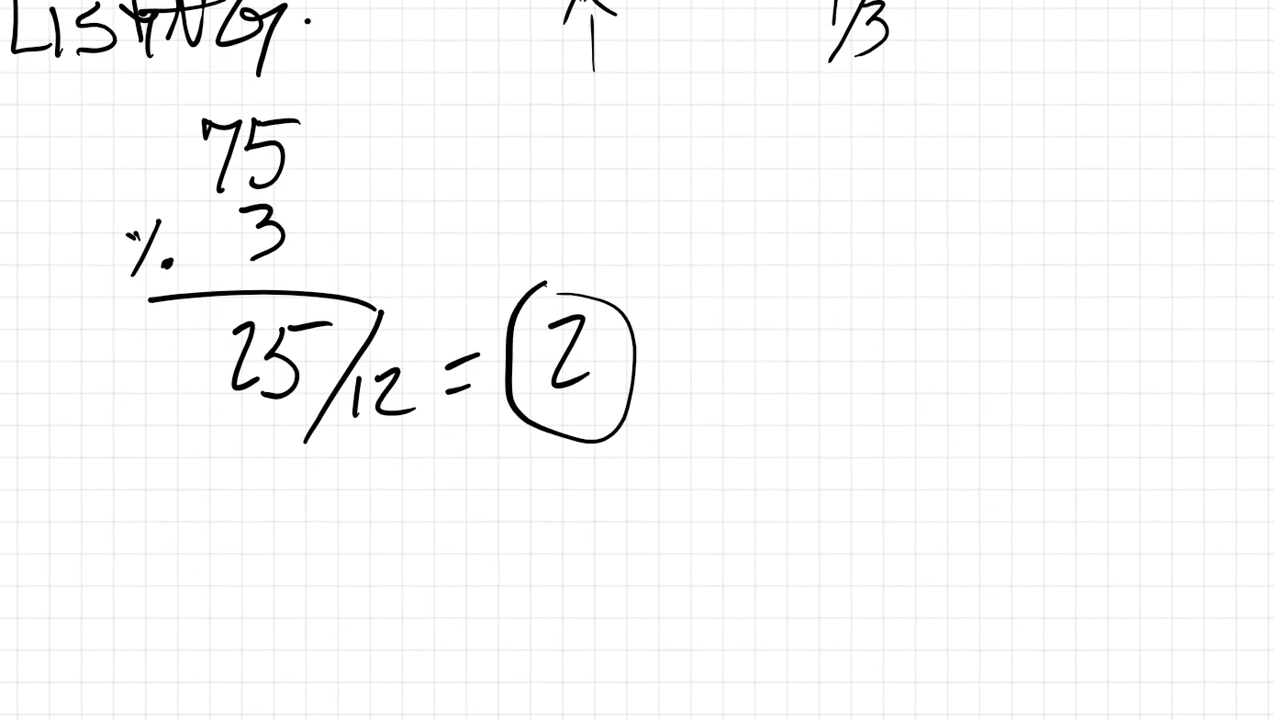 LISTING. ↑ 1/3
75
%. 3
25/12 = 2